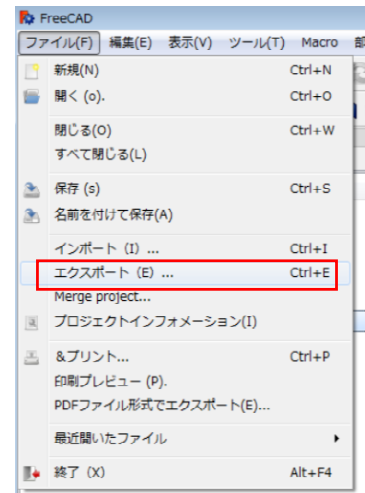 FreeCAD
ファイル(F) 編集(E) 表示(V) ツール(T) Macro 部
新規(N) Ctrl+N
開く (o). Ctrl+O
閉じる(O) Ctrl+W
すべて閉じる(L)
保存 (s) Ctrl+S
名前を付けて保存(A)
インポート (I) ... Ctrl+I
エクスポート (E) ... Ctrl+E
Merge project...
プロジェクトインフォメーション(I)
&プリント... Ctrl+P
印刷プレビュー (P).
PDFファイル形式でエクスポート(E)...
最近開いたファイル
終了 (X) Alt+F4